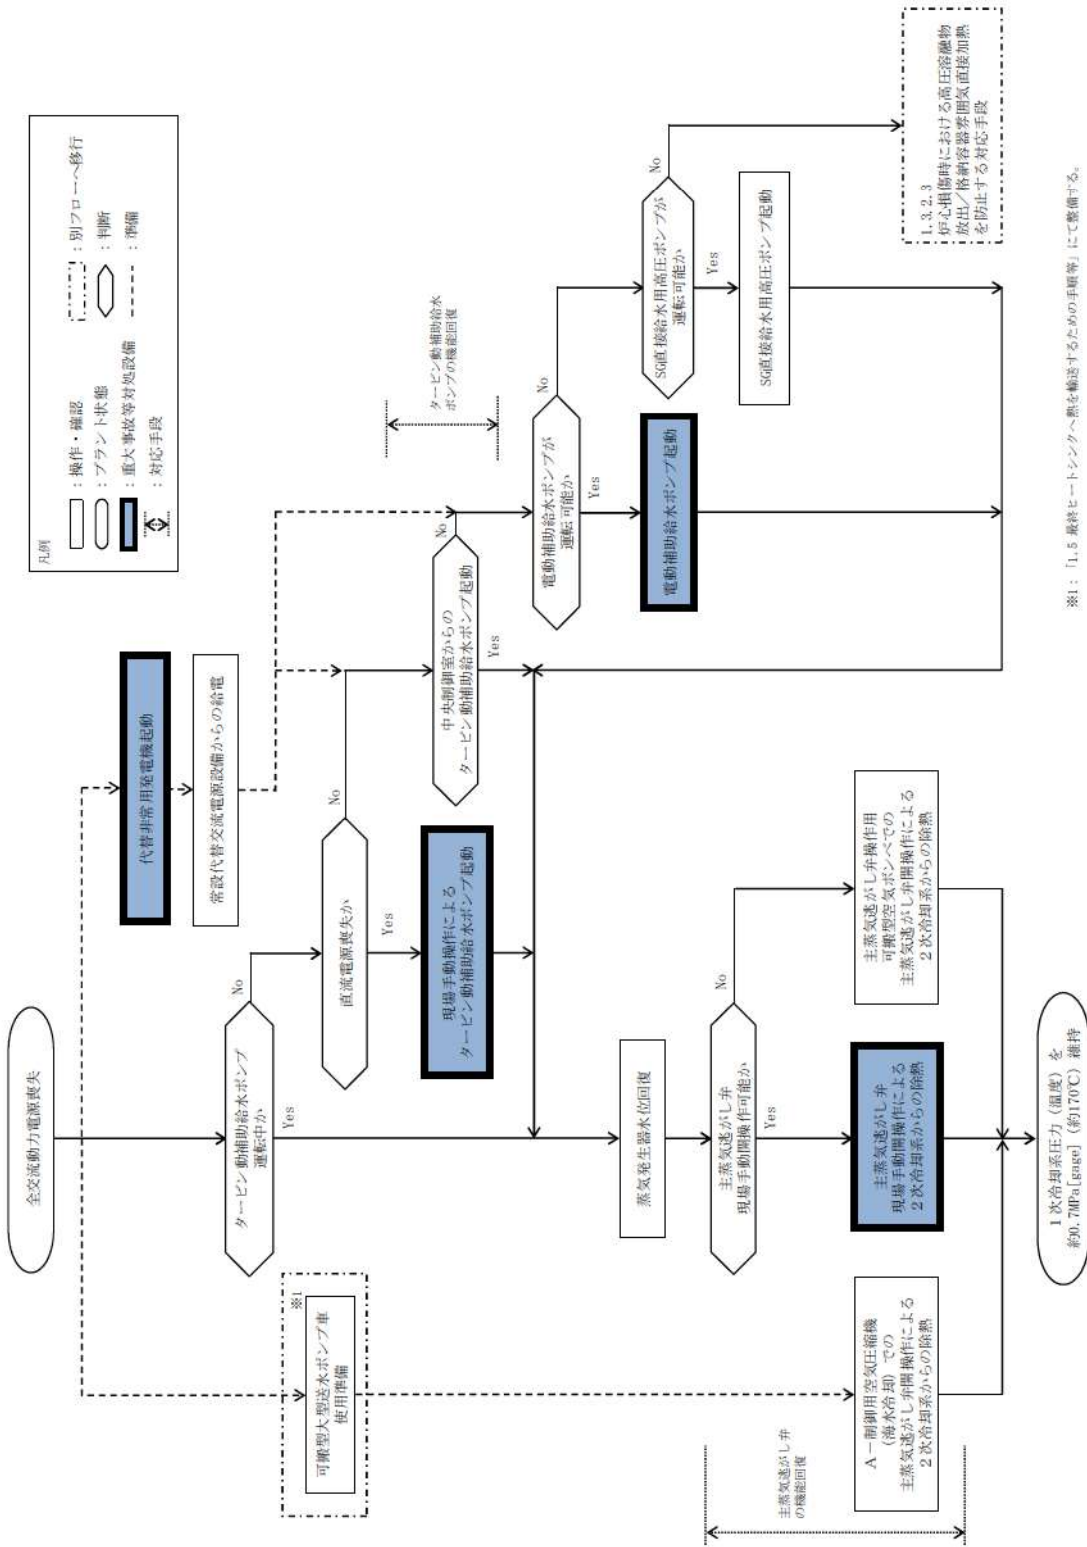 全交流動力電源喪失
代替非常用発電機起動
常設代替交流電源設備からの給電
タービン動補助給水ポンプ
運転中か
No
Yes
※1
可搬型大型送水ポンプ車
使用準備
直流電源喪失か
No
Yes
現場手動操作による
タービン動補助給水ポンプ起動
中央制御室からの
タービン動補助給水ポンプ起動
No
Yes
タービン動補助給水
ポンプの機能回復
電動補助給水ポンプが
運転可能か
No
Yes
電動補助給水ポンプ起動
SG直接給水用高圧ポンプが
運転可能か
No
Yes
SG直接給水用高圧ポンプ起動
1.3.2.3
炉心損傷時における高圧溶融物
放出/格納容器雰囲気直接加熱
を防止する対応手段
蒸気発生器水位回復
主蒸気逃がし弁
現場手動開操作可能か
No
Yes
主蒸気逃がし弁
の機能回復
A-制御用空気圧縮機
(海水冷却)での
主蒸気逃がし弁開操作による
2次冷却系からの除熱
主蒸気逃がし弁
現場手動開操作による
2次冷却系からの除熱
主蒸気逃がし弁操作用
可搬型空気ボンベでの
主蒸気逃がし弁開操作による
2次冷却系からの除熱
1次冷却系圧力(温度)を
約0.7MPa[gage](約170℃)維持
凡例
:操作・確認
:プラント状態
:重大事故等対処設備
:対応手段
:別フローへ移行
:判断
:準備
※1:「1.5 最終ヒートシンクへ熱を輸送するための手順等」にて整備する。